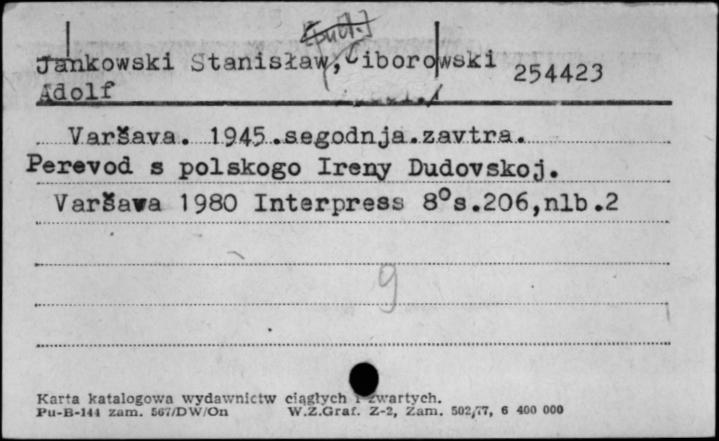 Jankowski Stanisław, Ciborowski 254423
Adolf
Varšava. 1945.segodnja.zavtra.
Perevod s polskogo Ireny Dudovskoj.
Varšawa 1980 Interpress 8°s.206,nlb.2
9
Karta katalogowa wydawnictw ciągłych i zwartych.
Pu-B-144 zam. 567/DW/On W.Z.Graf. Z-2, Zam. 502/77, 6 400 000